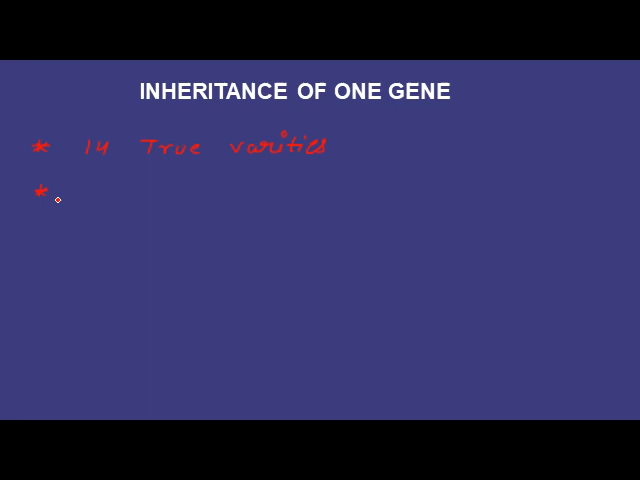 INHERITANCE OF ONE GENE
* 14 True varities
*